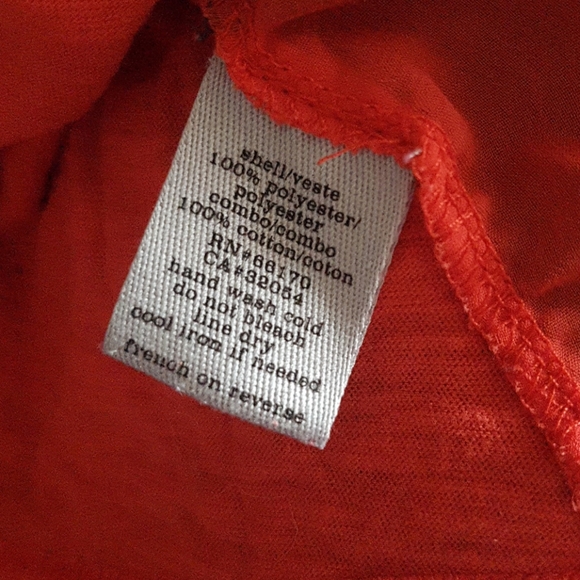 shell/veste
100% polyester/
polyester
combo/combo
100% cotton/coton
RN#66170
CA#32054
hand wash cold
do not bleach
line dry
cool irom if needed
french on reverse